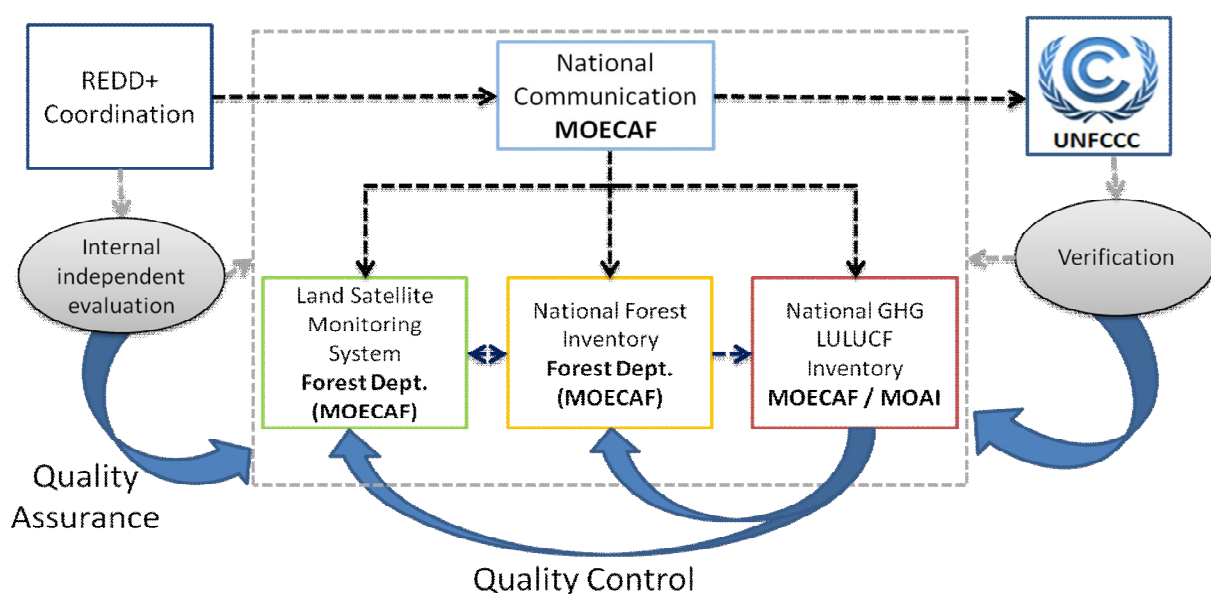 REDD+
Coordination
National
Communication
MOECAF
UNFCCC
Internal
independent
evaluation
Verification
Land Satellite
Monitoring
System
Forest Dept.
(MOECAF)
National Forest
Inventory
Forest Dept.
(MOECAF)
National GHG
LULUCF
Inventory
MOECAF / MOAI
Quality
Assurance
Quality Control